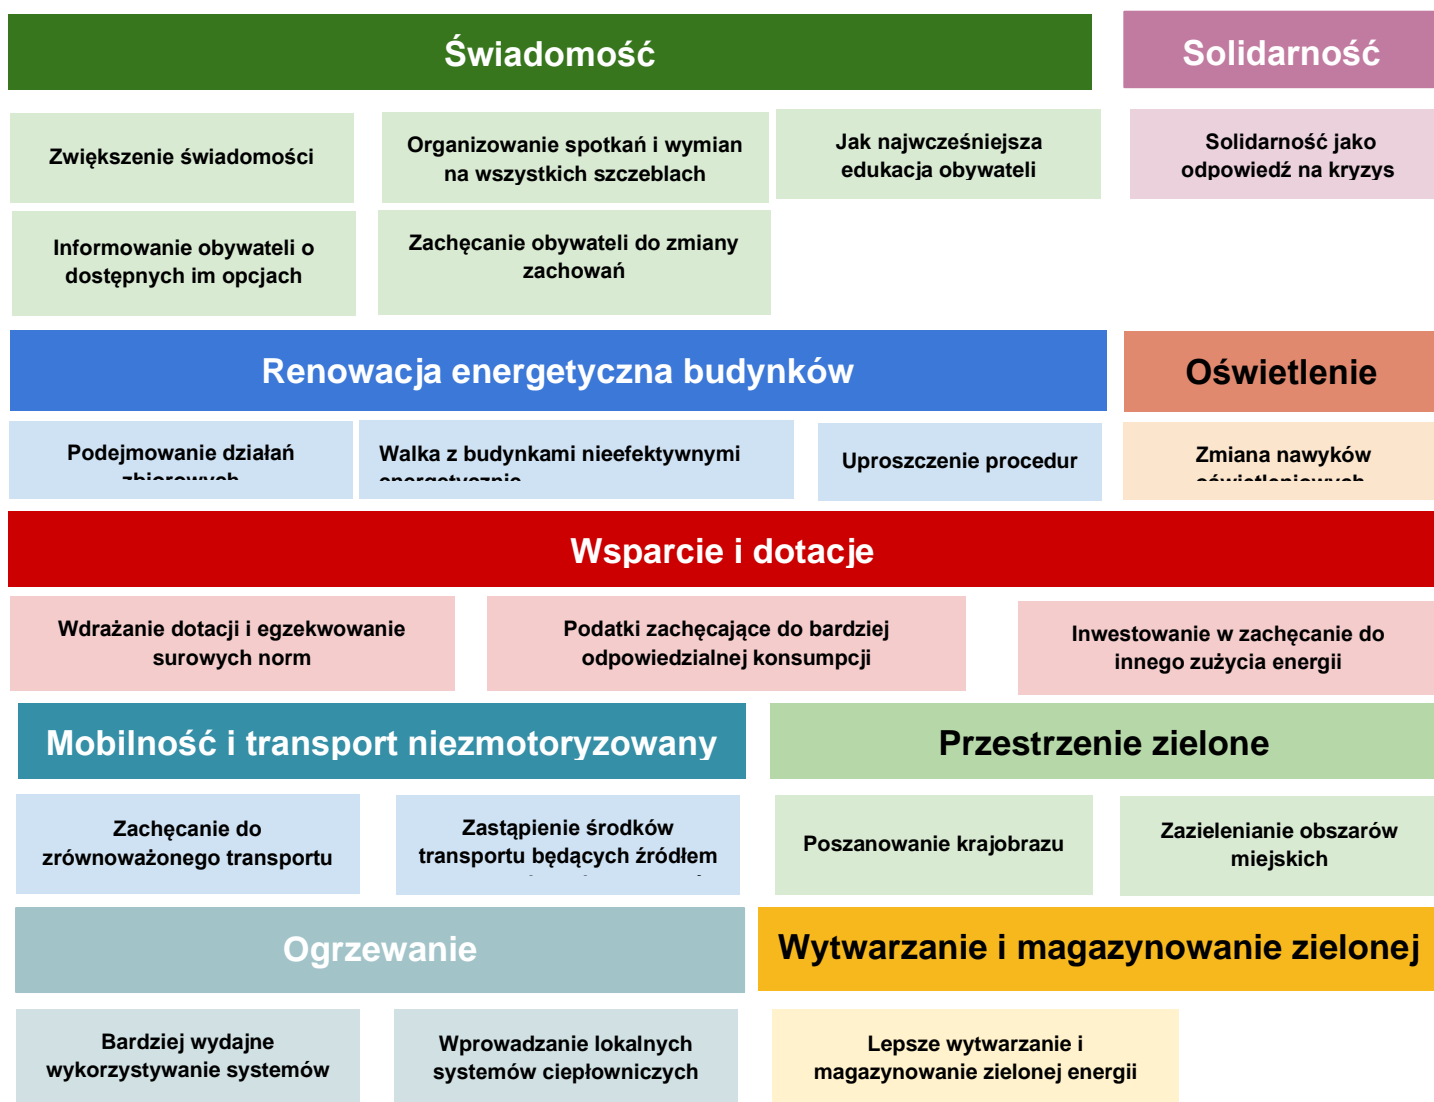 Świadomość
Solidarność
Zwiększenie świadomości
Organizowanie spotkań i wymian
na wszystkich szczeblach
Jak najwcześniejsza
edukacja obywateli
Solidarność jako
odpowiedź na kryzys
Informowanie obywateli o
dostępnych im opcjach
Zachęcanie obywateli do zmiany
zachowań
Renowacja energetyczna budynków
Oświetlenie
Podejmowanie działań
zbiorowych
Walka z budynkami nieefektywnymi
energetycznie
Uproszczenie procedur
Zmiana nawyków
oświetleniowych
Wsparcie i dotacje
Wdrażanie dotacji i egzekwowanie
surowych norm
Podatki zachęcające do bardziej
odpowiedzialnej konsumpcji
Inwestowanie w zachęcanie do
innego zużycia energii
Mobilność i transport niezmotoryzowany
Przestrzenie zielone
Zachęcanie do
zrównoważonego transportu
Zastąpienie środków
transportu będących źródłem
Poszanowanie krajobrazu
Zazielenianie obszarów
miejskich
Ogrzewanie
Wytwarzanie i magazynowanie zielonej
Bardziej wydajne
wykorzystywanie systemów
Wprowadzanie lokalnych
systemów ciepłowniczych
Lepsze wytwarzanie i
magazynowanie zielonej energii